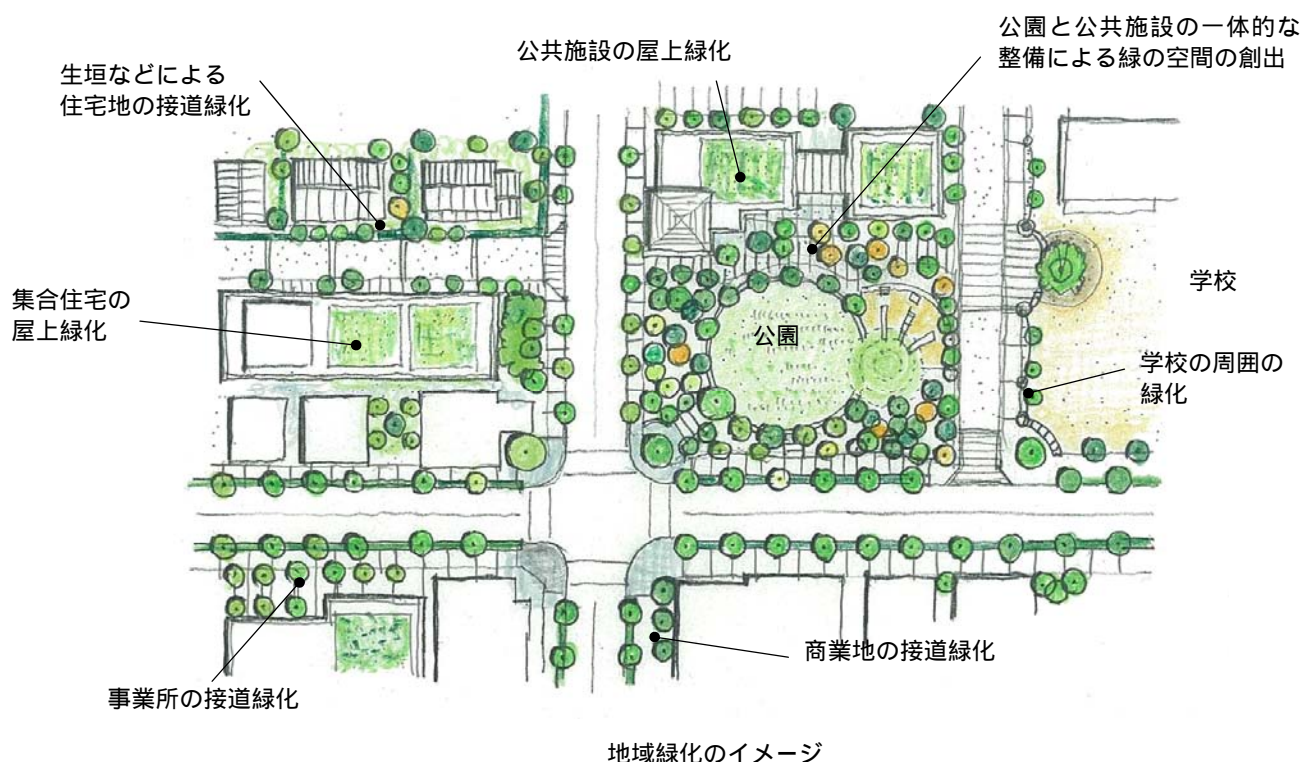 公園と公共施設の一体的な
整備による緑の空間の創出
公共施設の屋上緑化
生垣などによる
住宅地の接道緑化
集合住宅の
屋上緑化
公園
学校
学校の周囲の
緑化
商業地の接道緑化
事業所の接道緑化
地域緑化のイメージ